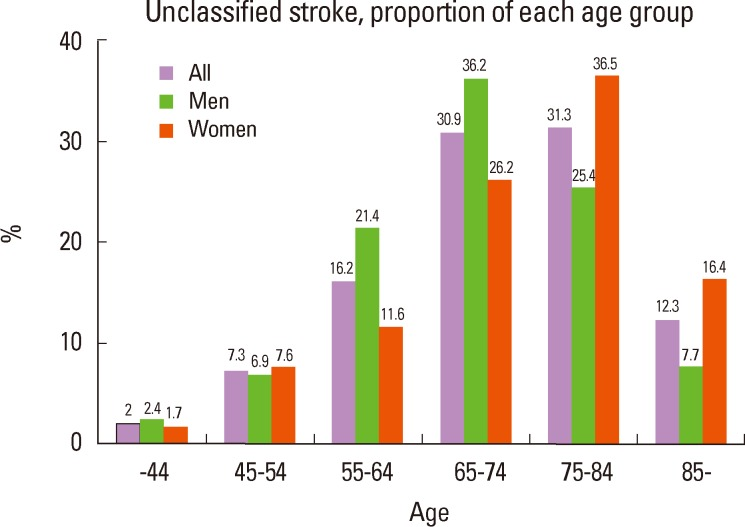 Unclassified stroke, proportion of each age group
40
30
20
10
0
%
All
Men
Women
2 2.4 1.7
7.3 6.9 7.6
16.2 21.4 11.6
30.9 36.2 26.2
31.3 25.4 36.5
12.3 7.7 16.4
-44 45-54 55-64 65-74 75-84 85-
Age